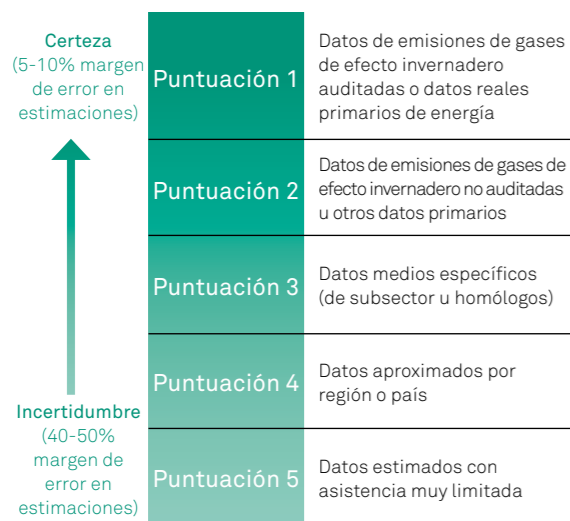 Certeza
(5-10% margen
de error en
estimaciones)
Puntuación 1
Datos de emisiones de gases
de efecto invernadero
auditadas o datos reales
primarios de energía
Puntuación 2
Datos de emisiones de gases de
efecto invernadero no auditadas
u otros datos primarios
Puntuación 3
Datos medios específicos
(de subsector u homólogos)
Puntuación 4
Datos aproximados por
región o país
Incertidumbre
(40-50%
margen de
error en
estimaciones)
Puntuación 5
Datos estimados con
asistencia muy limitada